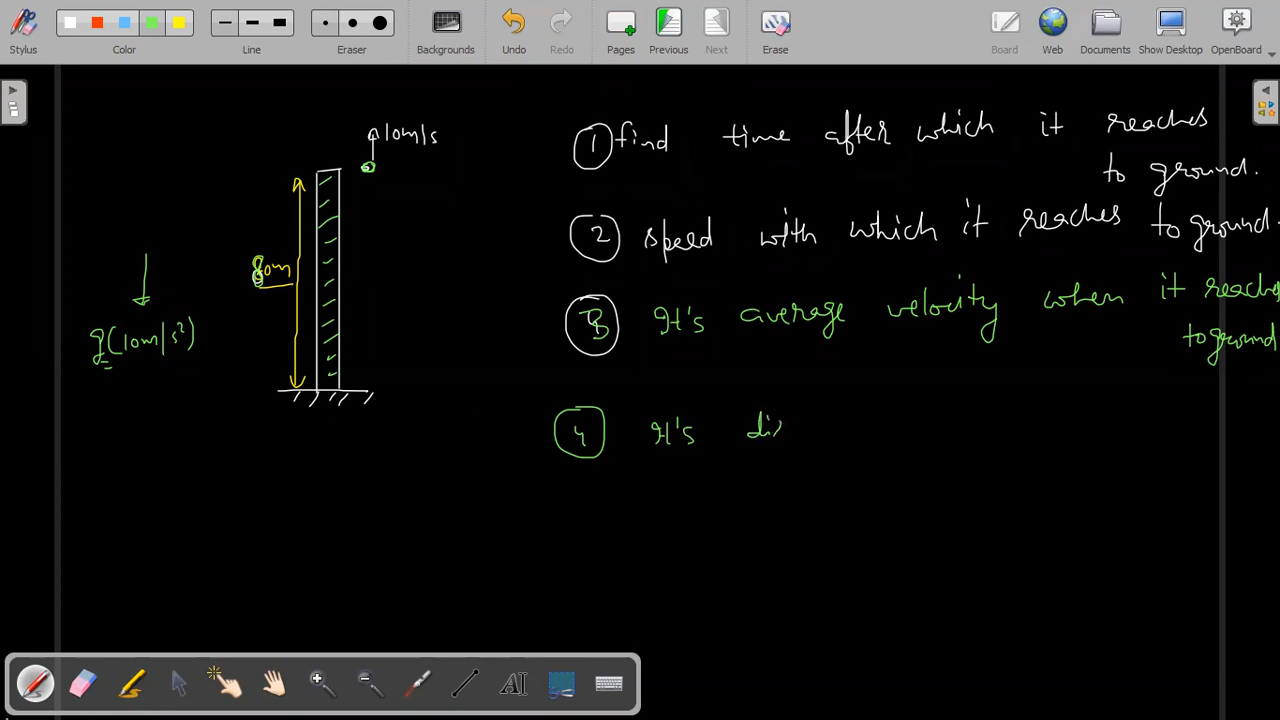 Stylus
Color
Line
Eraser
Backgrounds
Undo
Redo
Pages
Previous
Next
Erase
Board
Web
Documents
Show Desktop
OpenBoard
10m/s
80m
g(10m/s²)
1 find time after which it reaches
to ground.
2 speed with which it reaches to ground.
3 It's average velocity when it reache
to ground
4 It's di